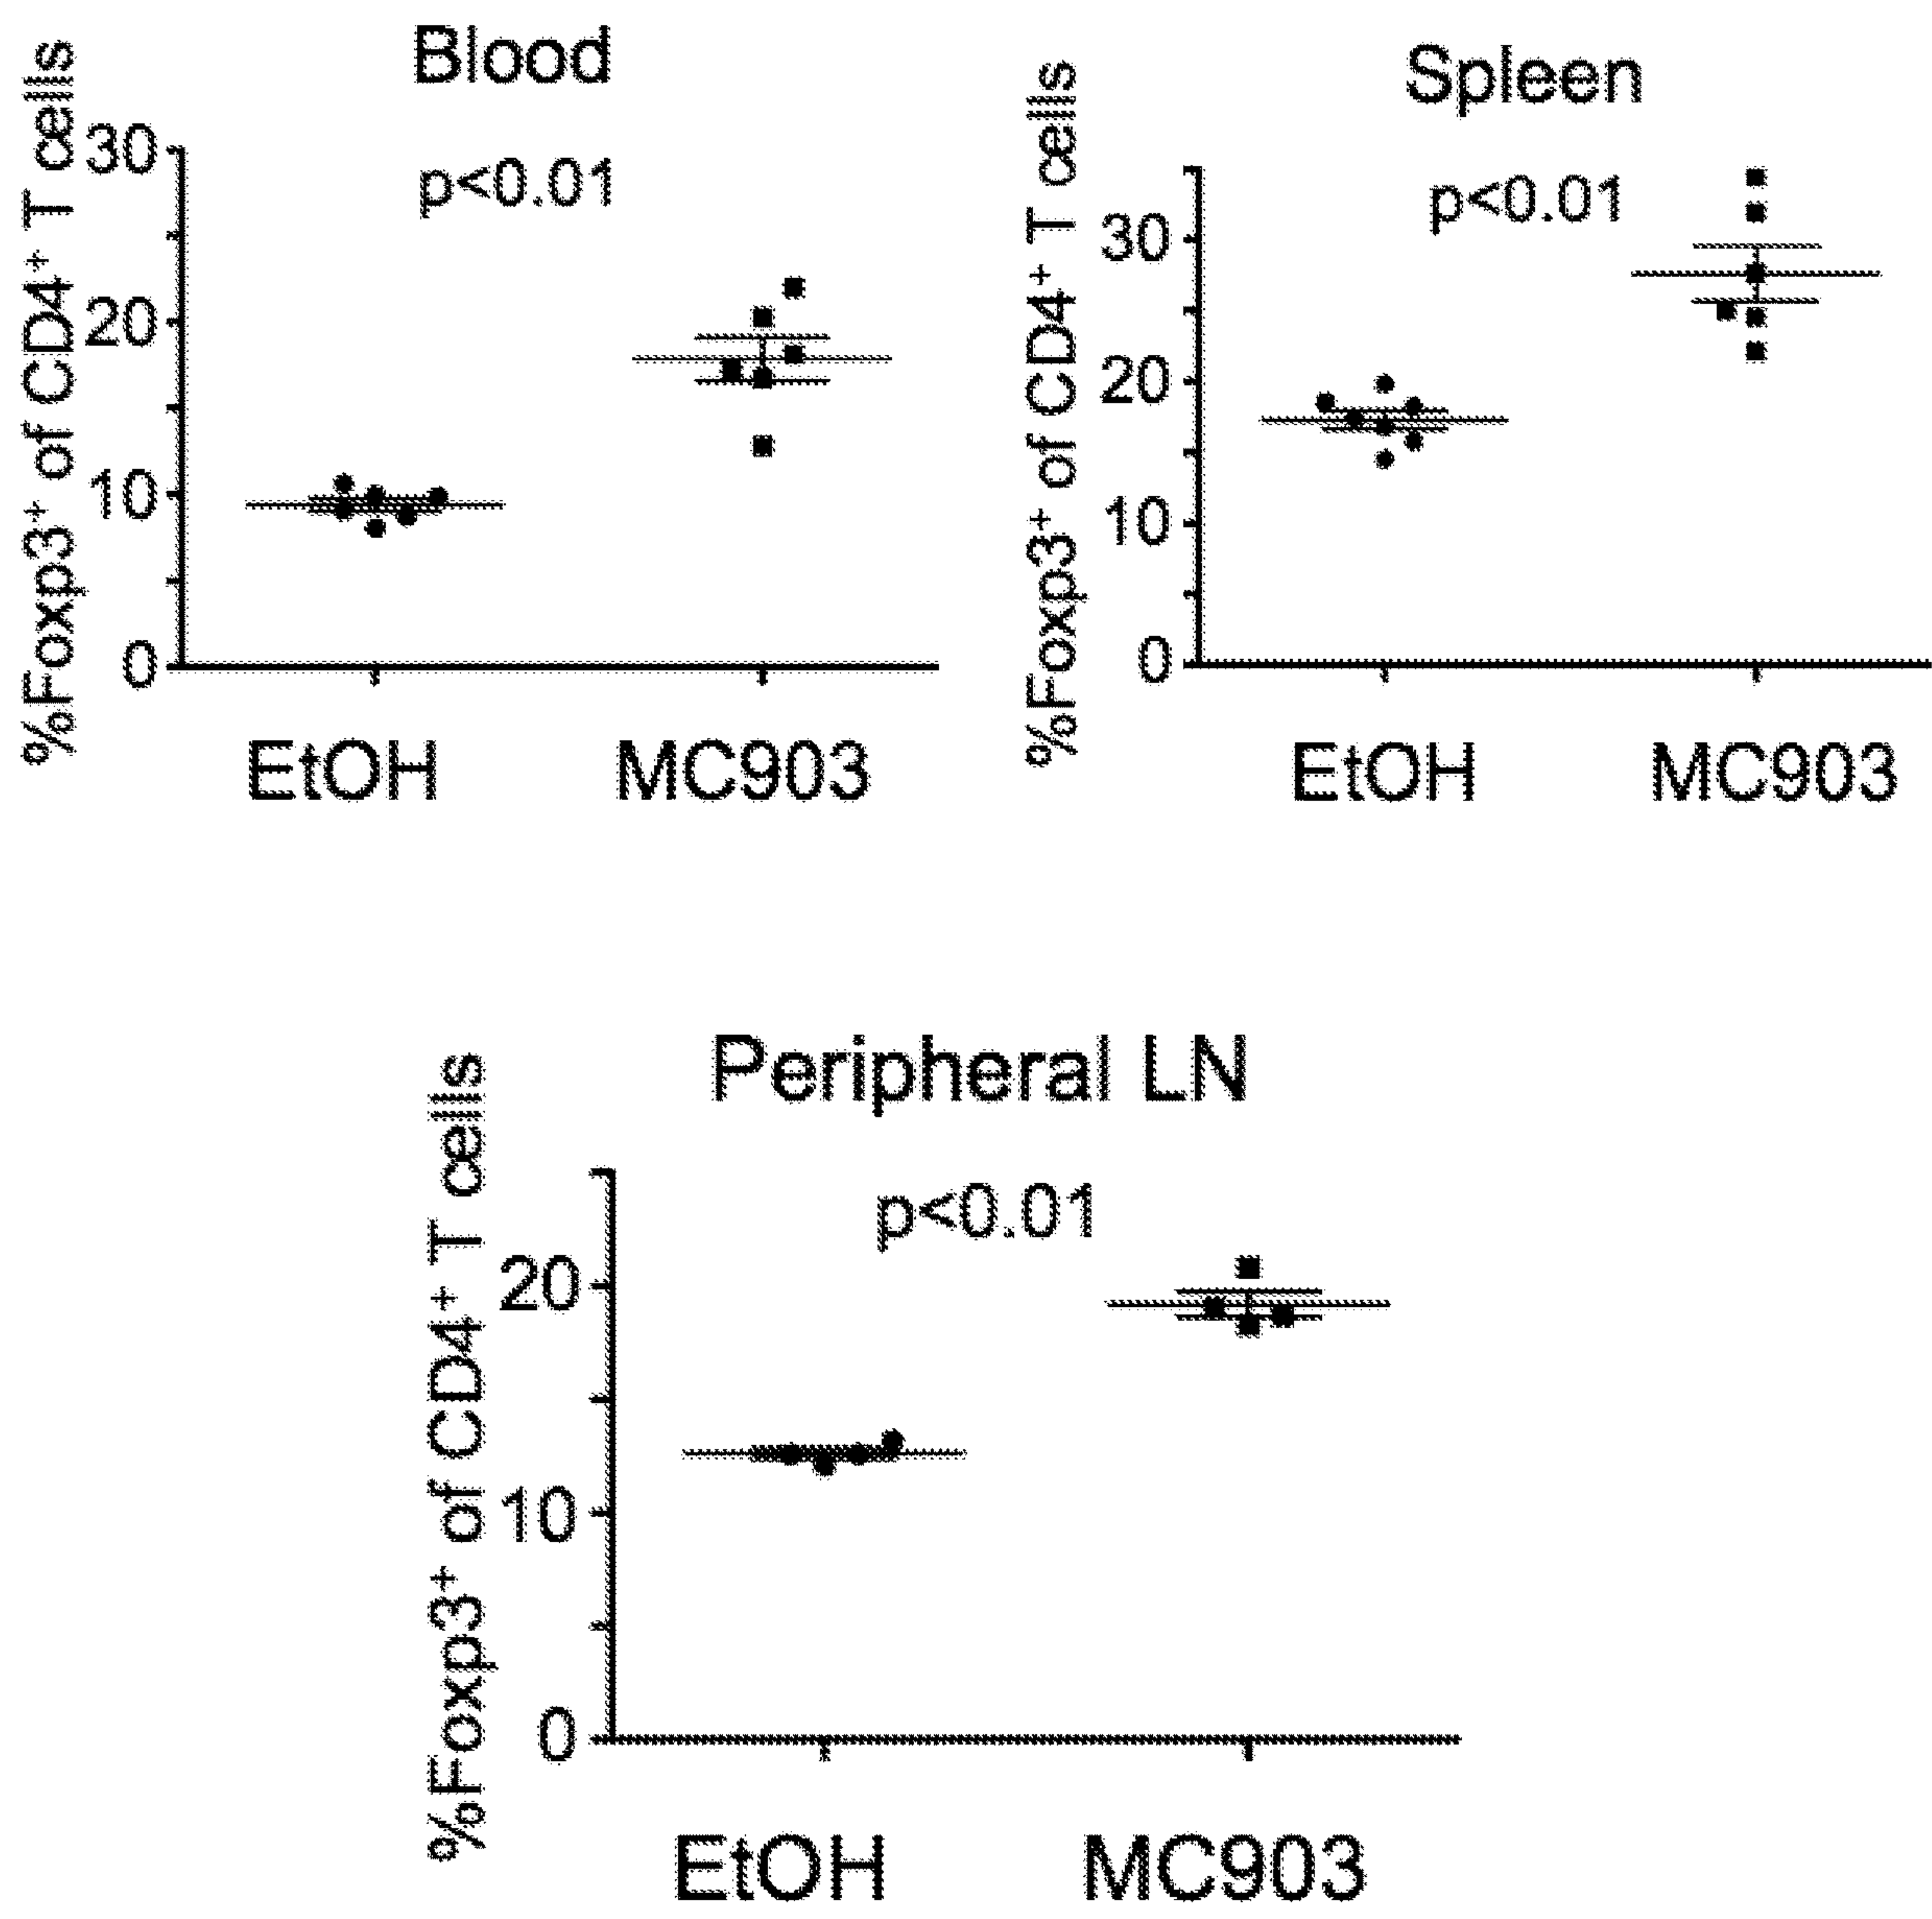 Blood
%Foxp3⁺ of CD4⁺ T cells
p<0.01
30
20
10
0
EtOH MC903
Spleen
%Foxp3⁺ of CD4⁺ T cells
p<0.01
30
20
10
0
EtOH MC903
Peripheral LN
%Foxp3⁺ of CD4⁺ T cells
p<0.01
20
10
0
EtOH MC903